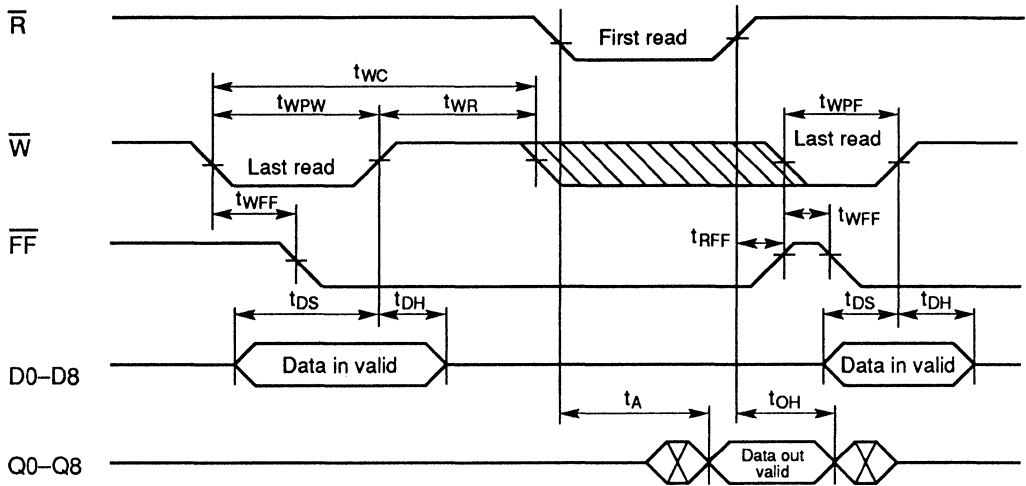 R̅
First read
tWC
tWPW
tWR
tWPF
W̅
Last read
Last read
tWFF
tWFF
F̅F̅
tRFF
tDS
tDH
tDS
tDH
D0–D8
Data in valid
Data in valid
tA
tOH
Q0–Q8
Data out
valid